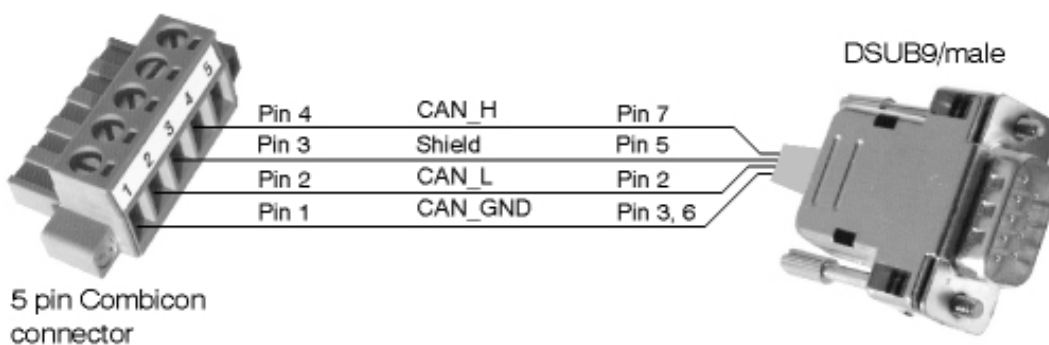 DSUB9/male
1 2 3 4 5
Pin 4 CAN_H Pin 7
Pin 3 Shield Pin 5
Pin 2 CAN_L Pin 2
Pin 1 CAN_GND Pin 3, 6
5 pin Combicon
connector